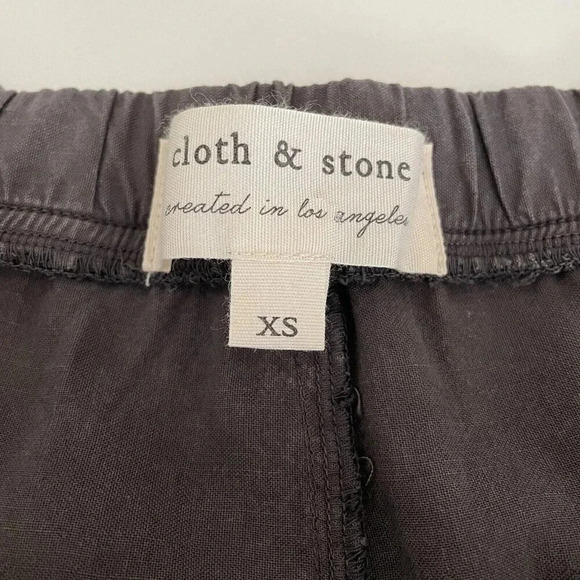 cloth & stone
created in los angeles
XS